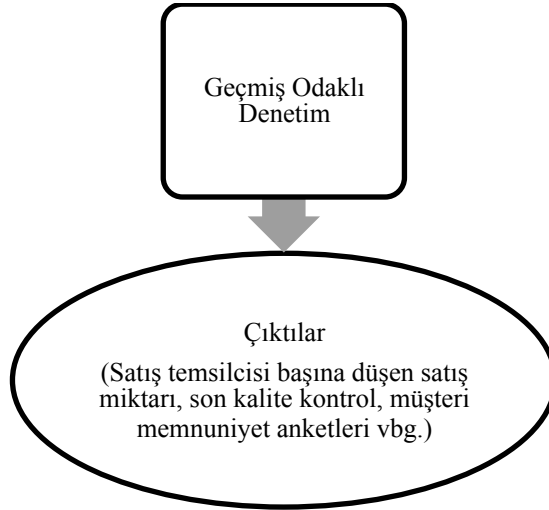 Geçmiş Odaklı
Denetim
Çıktılar
(Satış temsilcisi başına düşen satış
miktarı, son kalite kontrol, müşteri
memnuniyet anketleri vbg.)